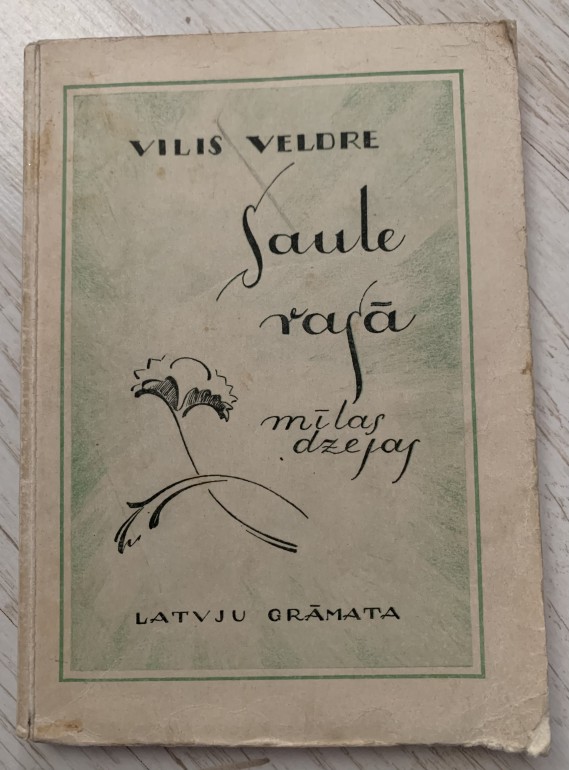 VILIS VELDRE
Saule
rasā
mīlas
dzejas
LATVJU GRĀMATA